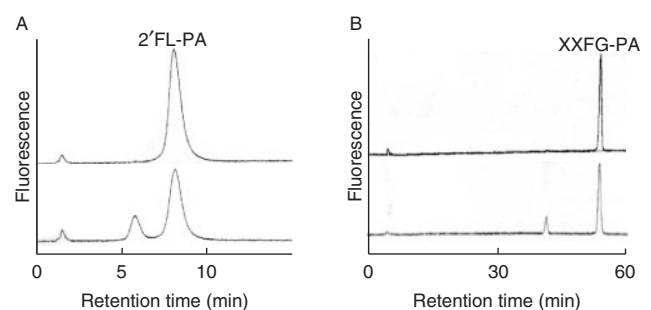 A
2′FL-PA
Fluorescence
0
5
10
Retention time (min)
B
XXFG-PA
Fluorescence
0
30
60
Retention time (min)